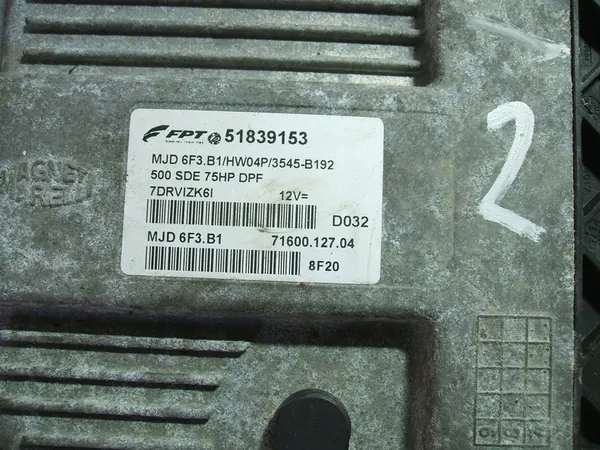 FPT 51839153
MJD 6F3.B1/HW04P/3545-B192
500 SDE 75HP DPF
7DRVIZK6I 12V=
D032
MJD 6F3.B1 71600.127.04
8F20
2
MAGNETI
MARELLI